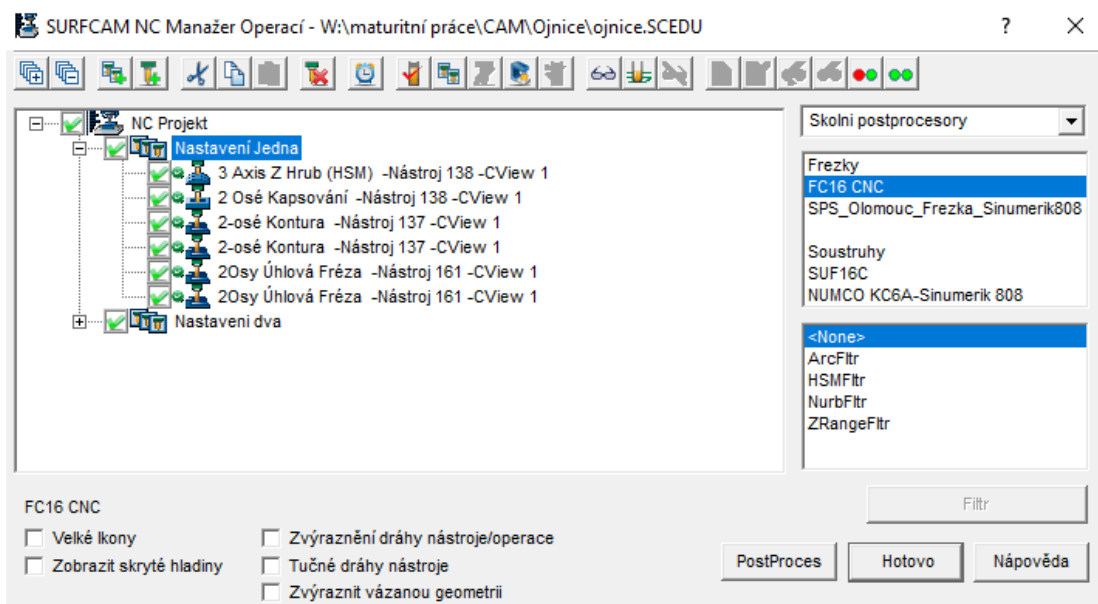 SURFCAM NC Manažer Operací - W:\maturitní práce\CAM\Ojnice\ojnice.SCEDU
NC Projekt
Nastavení Jedna
3 Axis Z Hrub (HSM) -Nástroj 138 -CView 1
2 Osé Kapsování -Nástroj 138 -CView 1
2-osé Kontura -Nástroj 137 -CView 1
2-osé Kontura -Nástroj 137 -CView 1
2Osy Úhlová Fréza -Nástroj 161 -CView 1
2Osy Úhlová Fréza -Nástroj 161 -CView 1
Nastaveni dva
Skolni postprocesory
Frezky
FC16 CNC
SPS_Olomouc_Frezka_Sinumerik808
Soustruhy
SUF16C
NUMCO KC6A-Sinumerik 808
<None>
ArcFltr
HSMFltr
NurbFltr
ZRangeFltr
FC16 CNC
Filtr
Velké Ikony
Zvýraznění dráhy nástroje/operace
Zobrazit skryté hladiny
Tučné dráhy nástroje
Zvýraznit vázanou geometrii
PostProces
Hotovo
Nápověda